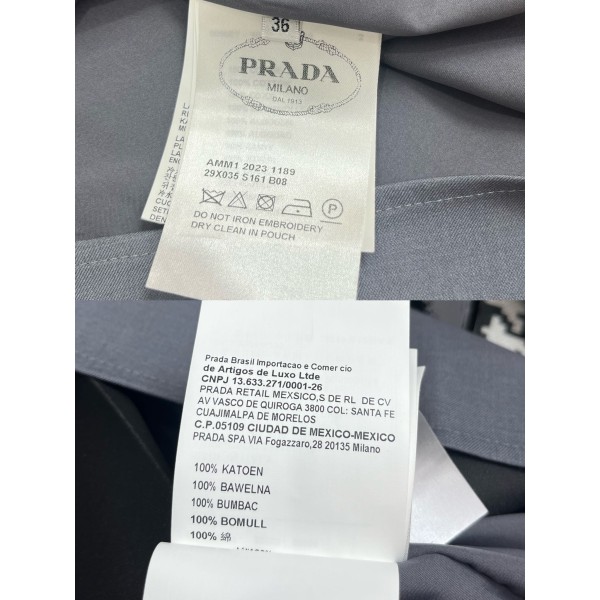 36
PRADA
MILANO
DAL 1913
AMM1 2023 1189
29X035 S161 B08
DO NOT IRON EMBROIDERY
DRY CLEAN IN POUCH
Prada Brasil Importacao e Comer cio
de Artigos de Luxo Ltde
CNPJ 13.633.271/0001-26
PRADA RETAIL MEXSICO,S DE RL DE CV
AV VASCO DE QUIROGA 3800 COL: SANTA FE
CUAJIMALPA DE MORELOS
C.P.05109 CIUDAD DE MEXICO-MEXICO
PRADA SPA VIA Fogazzaro,28 20135 Milano
100% KATOEN
100% BAWELNA
100% BUMBAC
100% BOMULL
100% 綿